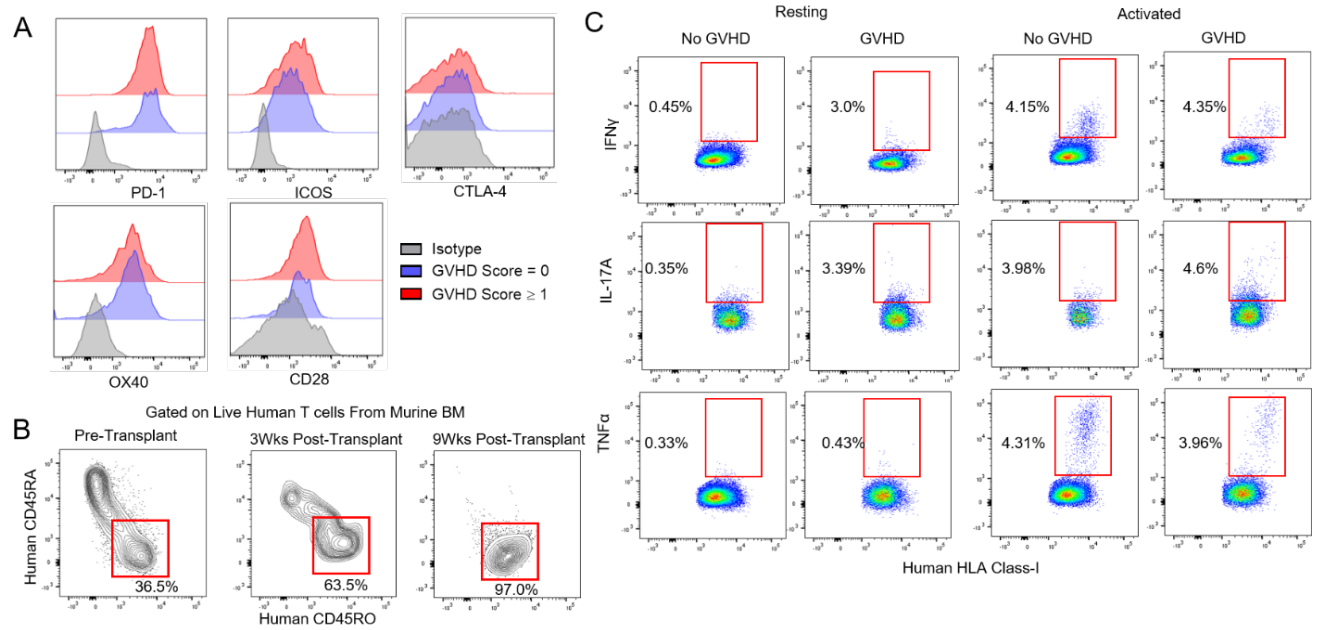 A
PD-1
ICOS
CTLA-4
OX40
CD28
Isotype
GVHD Score = 0
GVHD Score ≥ 1
Gated on Live Human T cells From Murine BM
B
Pre-Transplant
3Wks Post-Transplant
9Wks Post-Transplant
Human CD45RA
36.5%
63.5%
97.0%
Human CD45RO
C
Resting
Activated
No GVHD
GVHD
No GVHD
GVHD
IFNγ
0.45%
3.0%
4.15%
4.35%
IL-17A
0.35%
3.39%
3.98%
4.6%
TNFα
0.33%
0.43%
4.31%
3.96%
Human HLA Class-I